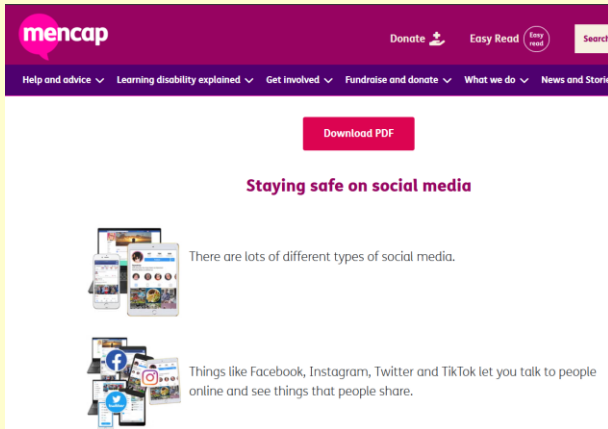 mencap
Donate
Easy Read
Easy
read
Search
Help and advice
Learning disability explained
Get involved
Fundraise and donate
What we do
News and Storie
Download PDF
Staying safe on social media
There are lots of different types of social media.
Things like Facebook, Instagram, Twitter and TikTok let you talk to people
online and see things that people share.